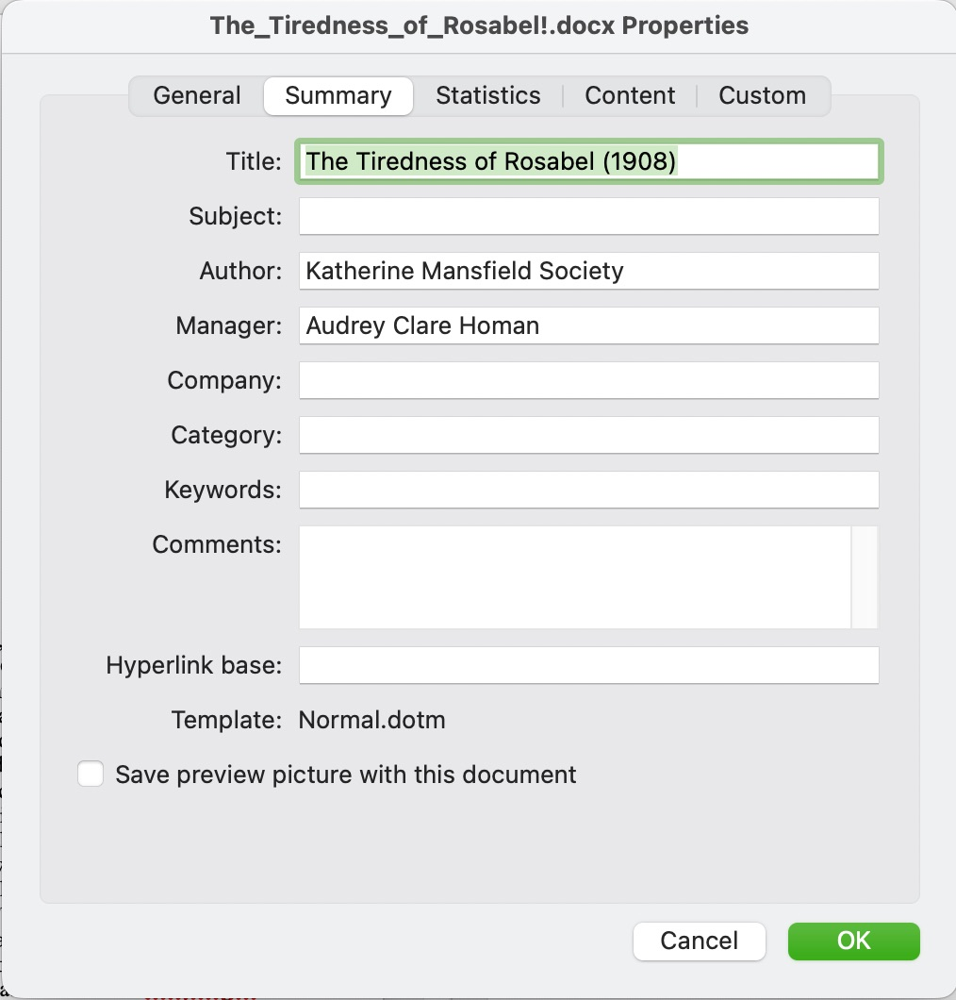 The_Tiredness_of_Rosabel!.docx Properties
General Summary Statistics Content Custom
Title: The Tiredness of Rosabel (1908)
Subject:
Author: Katherine Mansfield Society
Manager: Audrey Clare Homan
Company:
Category:
Keywords:
Comments:
Hyperlink base:
Template: Normal.dotm
Save preview picture with this document
Cancel OK